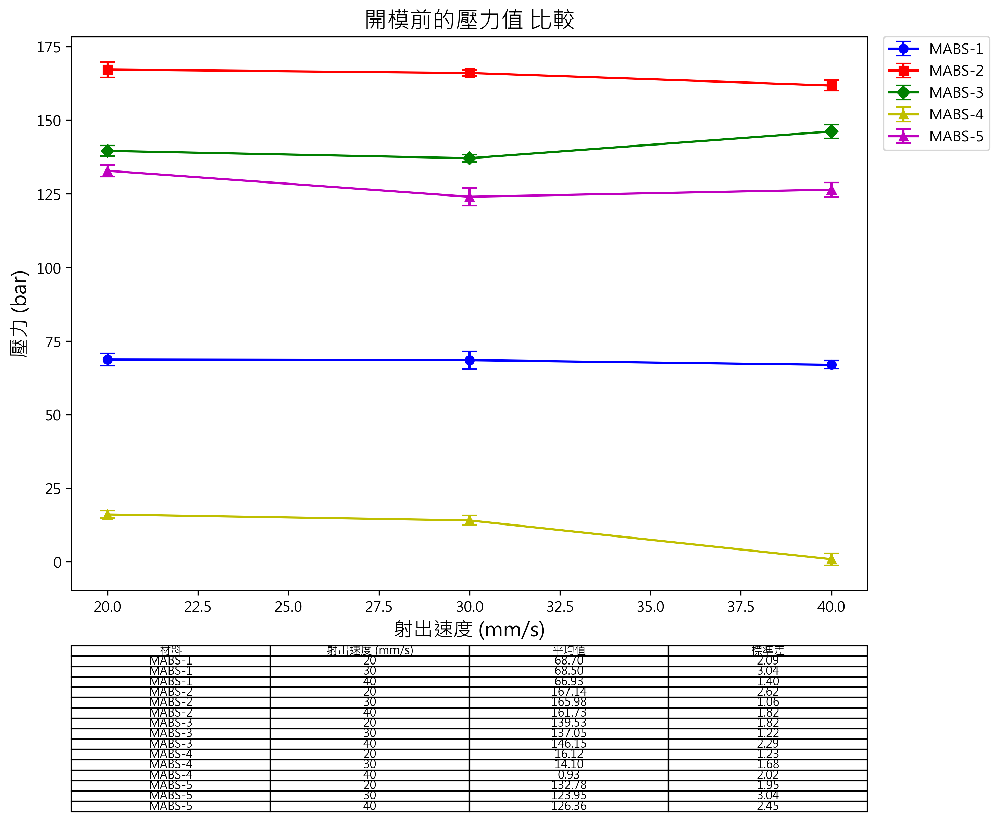 開模前的壓力值 比較
175
150
125
100
75
50
25
0
壓力 (bar)
20.0 22.5 25.0 27.5 30.0 32.5 35.0 37.5 40.0
射出速度 (mm/s)
MABS-1
MABS-2
MABS-3
MABS-4
MABS-5
材料 射出速度 (mm/s) 平均值 標準差
MABS-1 20 68.70 2.09
MABS-1 30 68.50 3.04
MABS-1 40 66.93 1.40
MABS-2 20 167.14 2.62
MABS-2 30 165.98 1.06
MABS-2 40 161.73 1.82
MABS-3 20 139.53 1.82
MABS-3 30 137.05 1.22
MABS-3 40 146.15 2.29
MABS-4 20 16.12 1.23
MABS-4 30 14.10 1.68
MABS-4 40 0.93 2.02
MABS-5 20 132.78 1.95
MABS-5 30 123.95 3.04
MABS-5 40 126.36 2.45